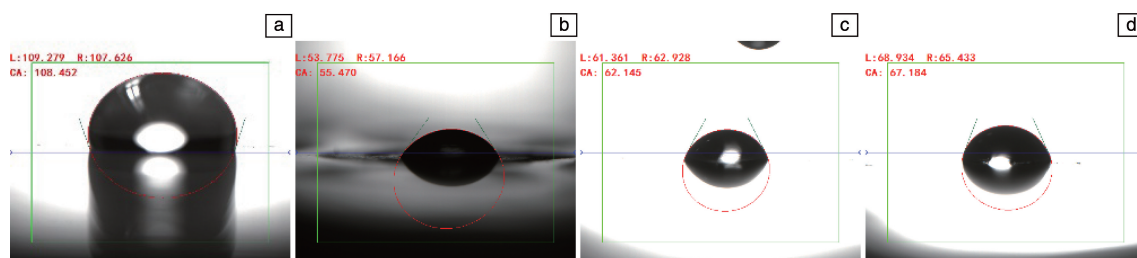 a
L:109.279 R:107.626
CA: 108.452
b
L:53.775 R:57.166
CA: 55.470
c
L:61.361 R:62.928
CA: 62.145
d
L:68.934 R:65.433
CA: 67.184